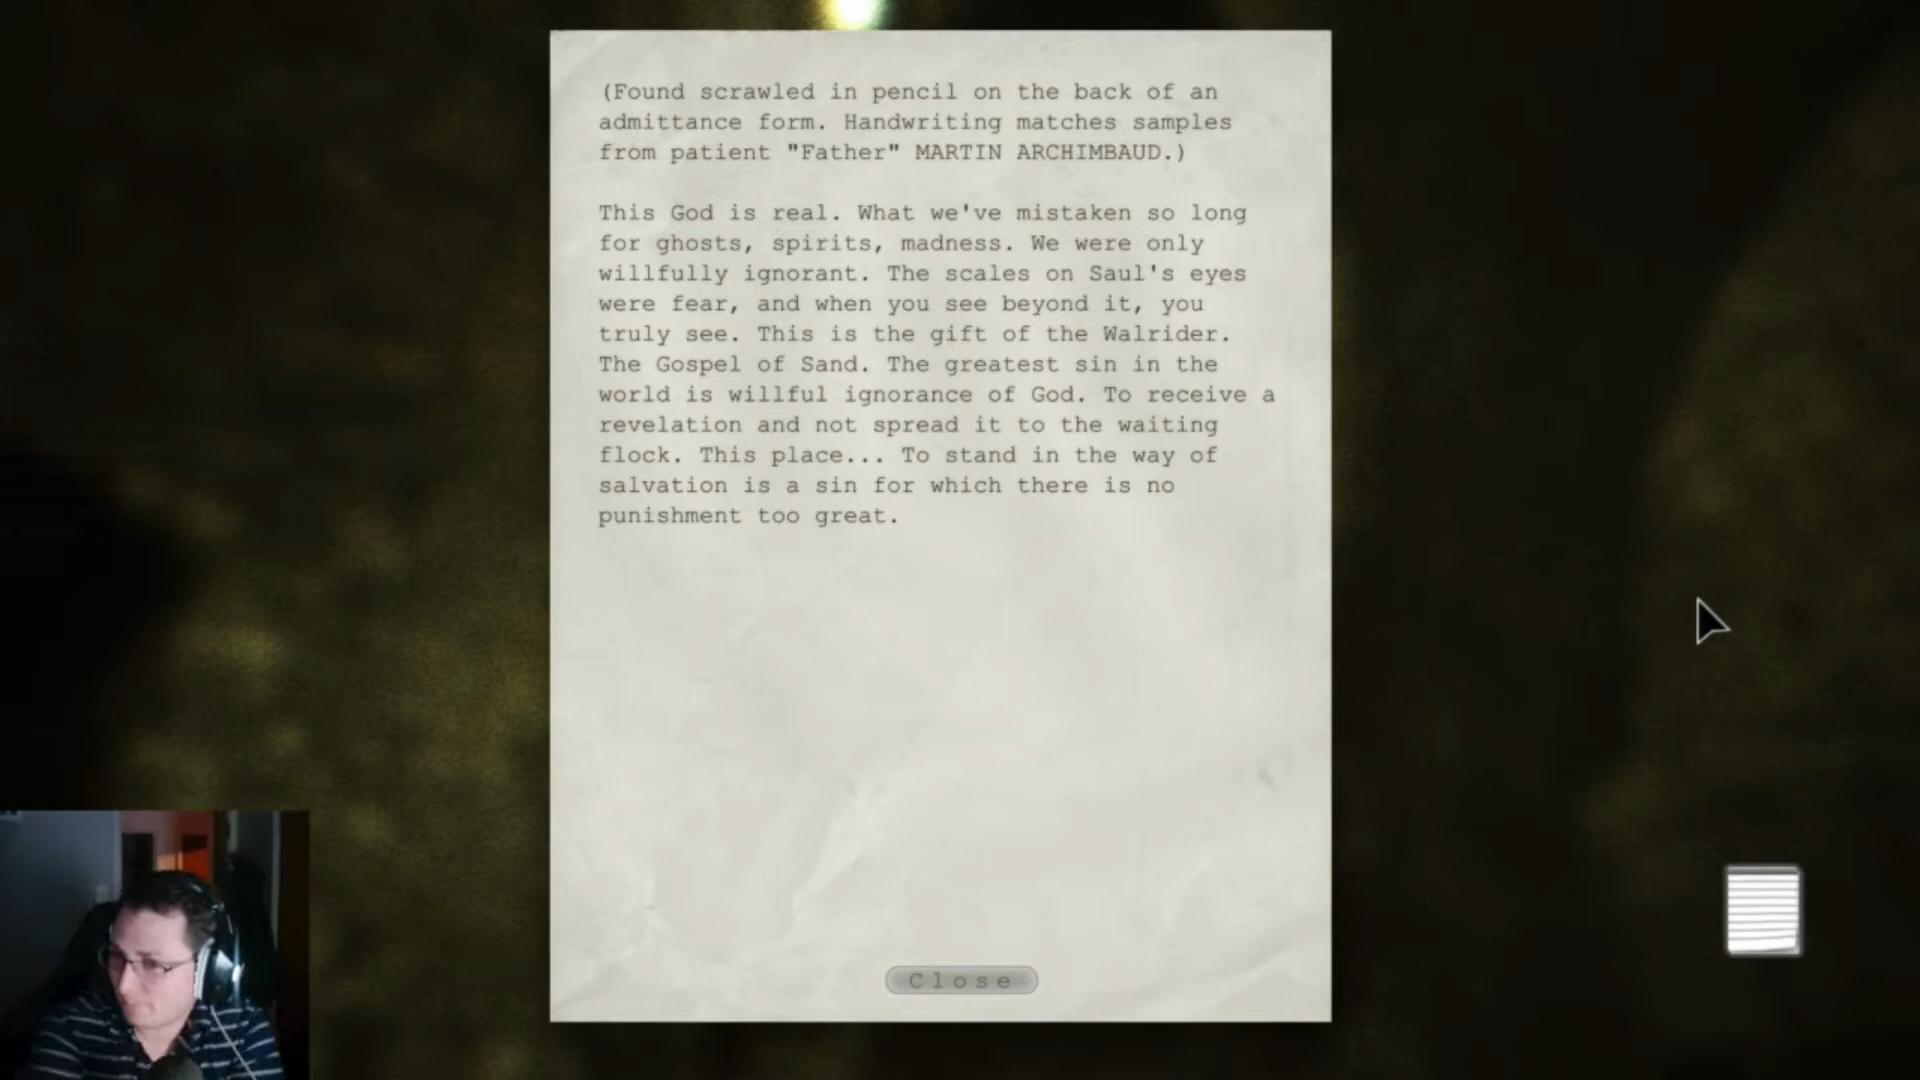 (Found scrawled in pencil on the back of an
admittance form. Handwriting matches samples
from patient "Father" MARTIN ARCHIMBAUD.)
This God is real. What we've mistaken so long
for ghosts, spirits, madness. We were only
willfully ignorant. The scales on Saul's eyes
were fear, and when you see beyond it, you
truly see. This is the gift of the Walrider.
The Gospel of Sand. The greatest sin in the
world is willful ignorance of God. To receive a
revelation and not spread it to the waiting
flock. This place... To stand in the way of
salvation is a sin for which there is no
punishment too great.
Close